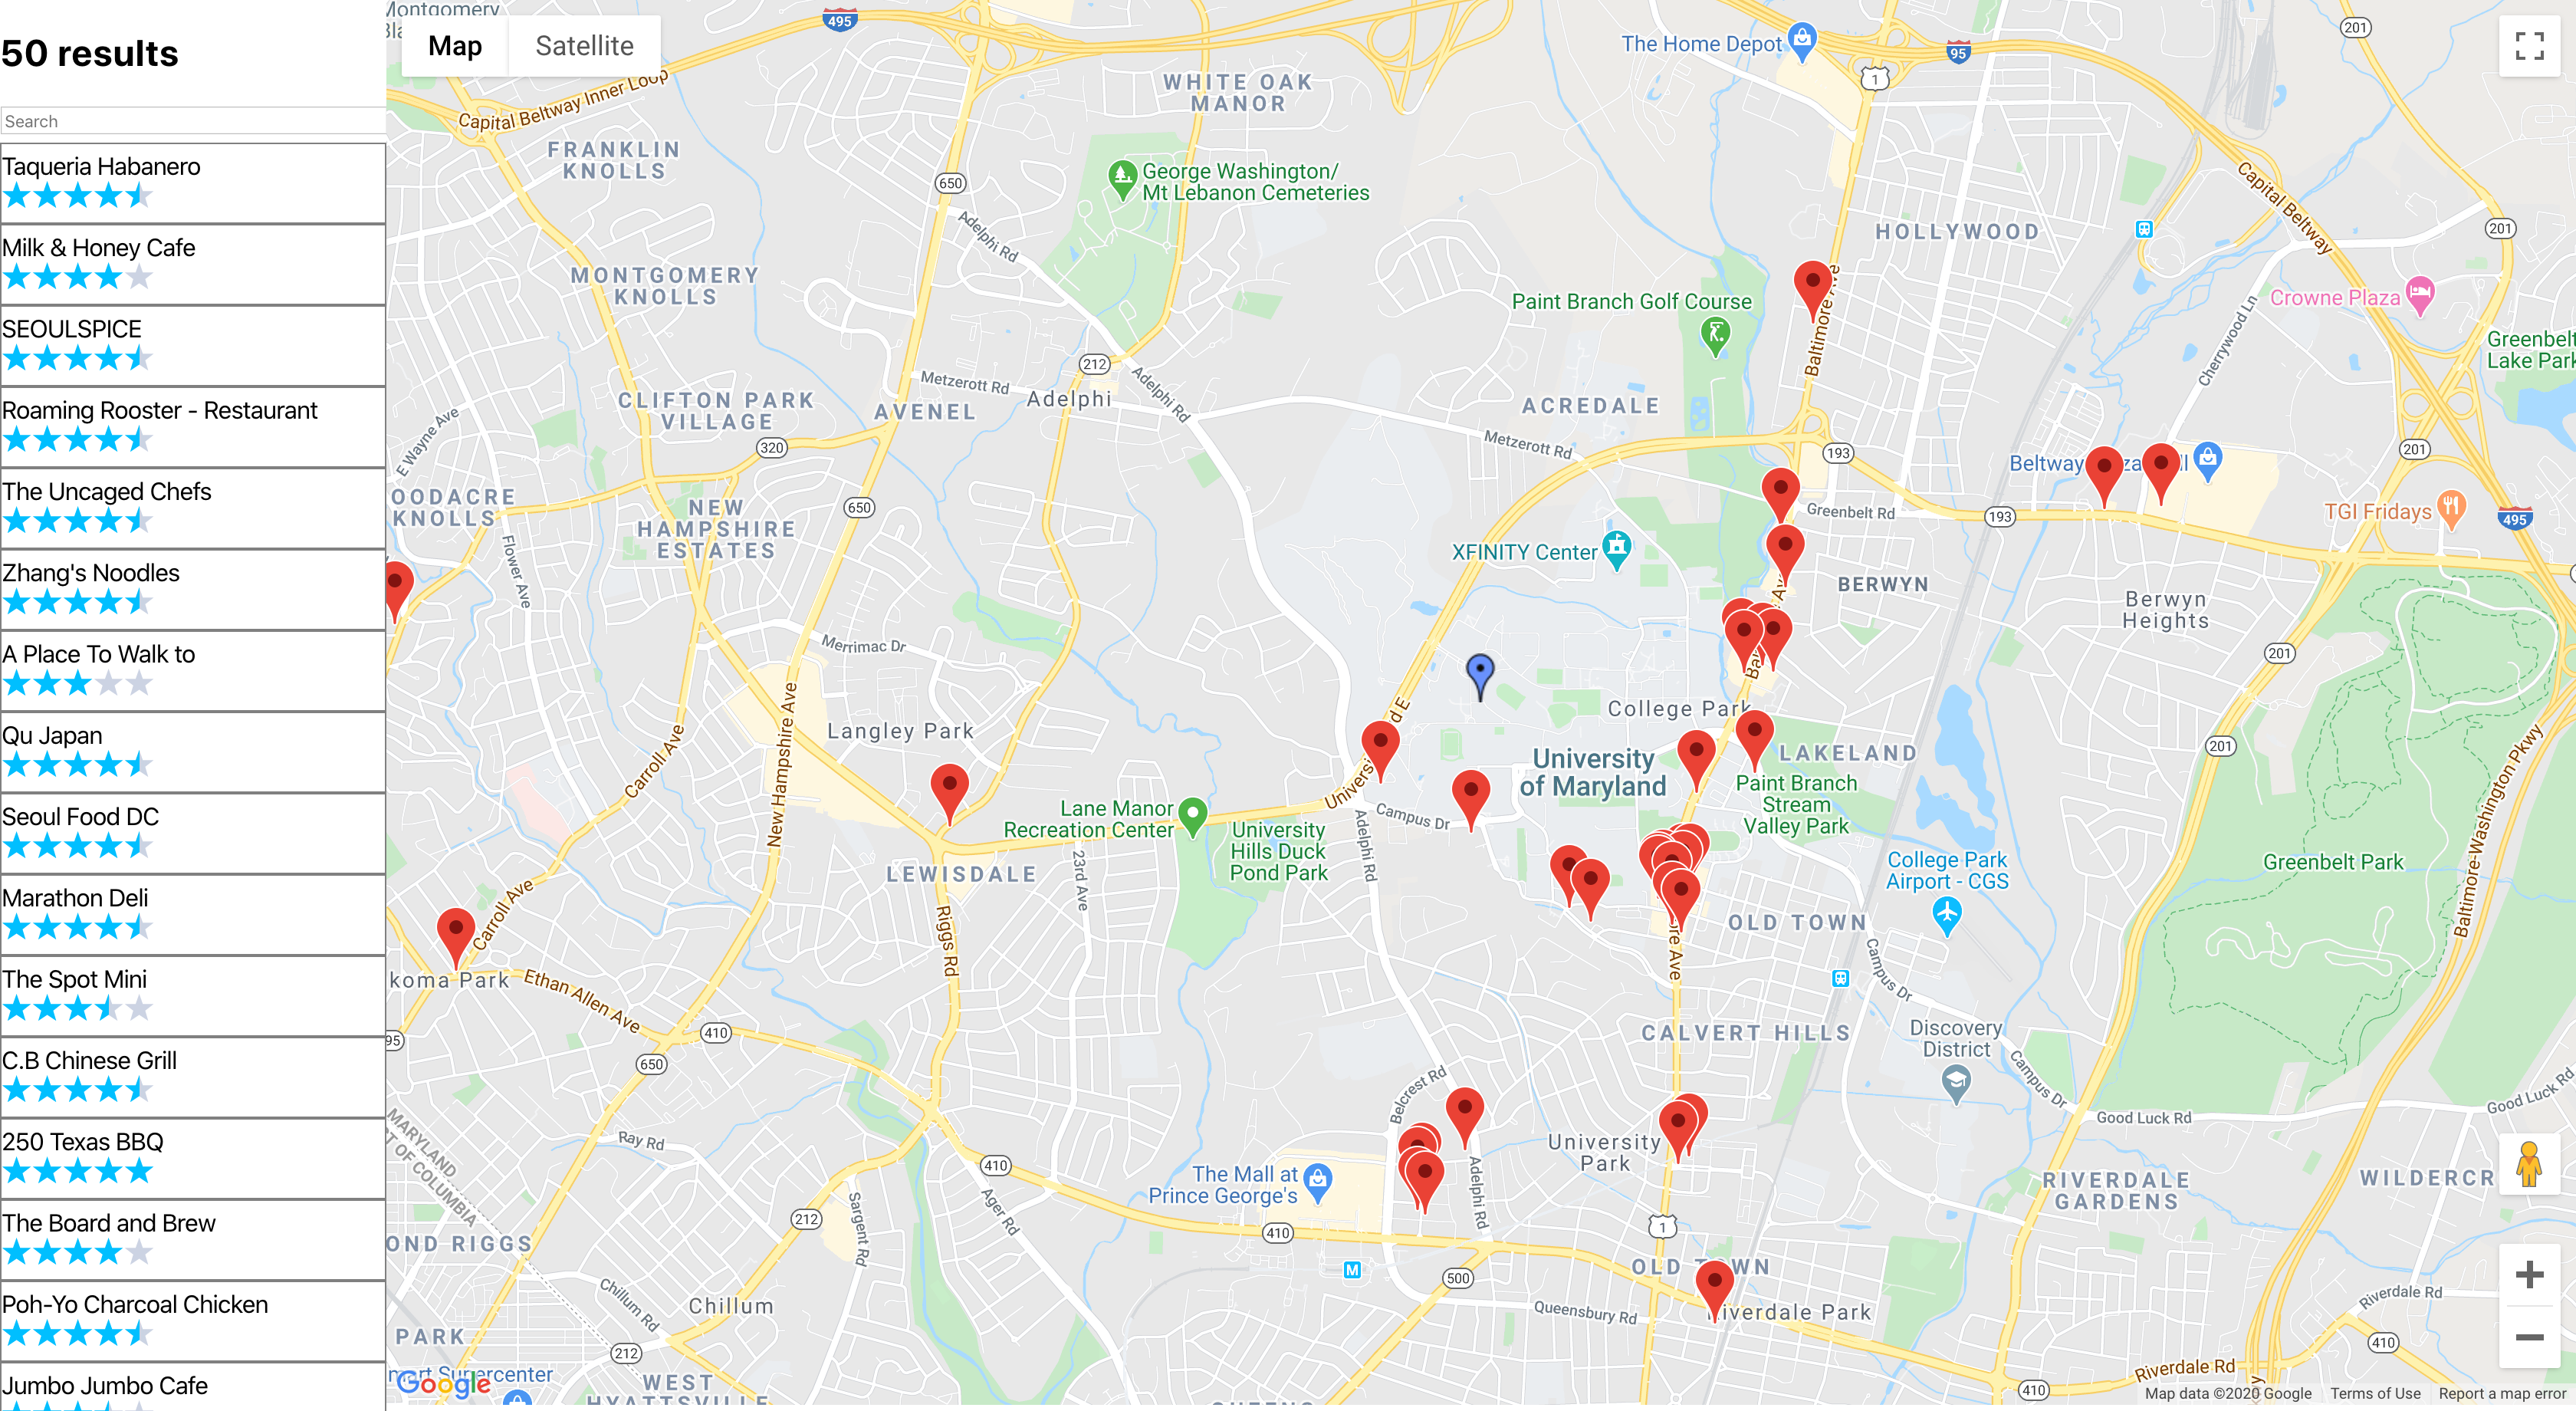 50 results
Search
Taqueria Habanero
Milk & Honey Cafe
SEOULSPICE
Roaming Rooster - Restaurant
The Uncaged Chefs
Zhang's Noodles
A Place To Walk to
Qu Japan
Seoul Food DC
Marathon Deli
The Spot Mini
C.B Chinese Grill
250 Texas BBQ
The Board and Brew
Poh-Yo Charcoal Chicken
Jumbo Jumbo Cafe
Montgomery
Map
Satellite
495
Capital Beltway Inner Loop
WHITE OAK
MANOR
The Home Depot
1
95
201
FRANKLIN
KNOLLS
650
George Washington/
Mt Lebanon Cemeteries
Adelphi Rd
HOLLYWOOD
Capital Beltway
201
MONTGOMERY
KNOLLS
Paint Branch Golf Course
Baltimore Ave
Crowne Plaza
Cherrywood Ln
Greenbelt
Lake Park
212
Metzerott Rd
Adelphi
Adelphi Rd
CLIFTON PARK
VILLAGE
AVENEL
ACREDALE
E Wayne Ave
320
Metzerott Rd
193
Beltway
201
OODACRE
KNOLLS
NEW
HAMPSHIRE
ESTATES
650
Greenbelt Rd
193
TGI Fridays
495
Flower Ave
XFINITY Center
BERWYN
Berwyn
Heights
Merrimac Dr
201
College Park
Langley Park
New Hampshire Ave
Carroll Ave
University
of Maryland
LAKELAND
201
Paint Branch
Stream
Valley Park
Lane Manor
Recreation Center
University
Hills Duck
Pond Park
Campus Dr
Adelphi Rd
23rd Ave
LEWISDALE
College Park
Airport - CGS
Greenbelt Park
Baltimore-Washington Pkwy
Carroll Ave
Riggs Rd
OLD TOWN
koma Park
Ethan Allen Ave
ore Ave
Campus Dr
95
410
650
CALVERT HILLS
Discovery
District
Campus Dr
Belcrest Rd
Good Luck Rd
Good Luck Rd
MARYLAND
T OF COLUMBIA
Ray Rd
University
Park
410
The Mall at
Prince George's
Adelphi Rd
RIVERDALE
GARDENS
WILDERCR
Sargent Rd
212
Ager Rd
410
1
OND RIGGS
M
500
OLD TOWN
Chillum Rd
Chillum
Queensbury Rd
Riverdale Park
Riverdale Rd
PARK
212
410
mart Supercenter
Google
WEST
HYATTSVILLE
Riverdale Rd
410
Map data ©2020 Google
Terms of Use
Report a map error